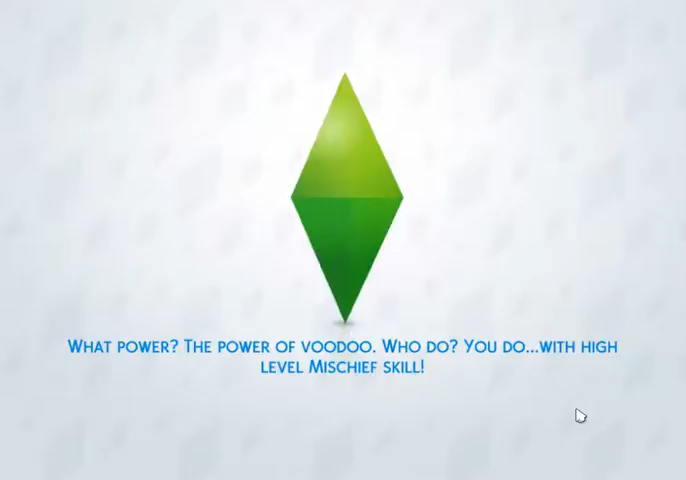 What power? The power of voodoo. Who do? You do...with high
level Mischief skill!